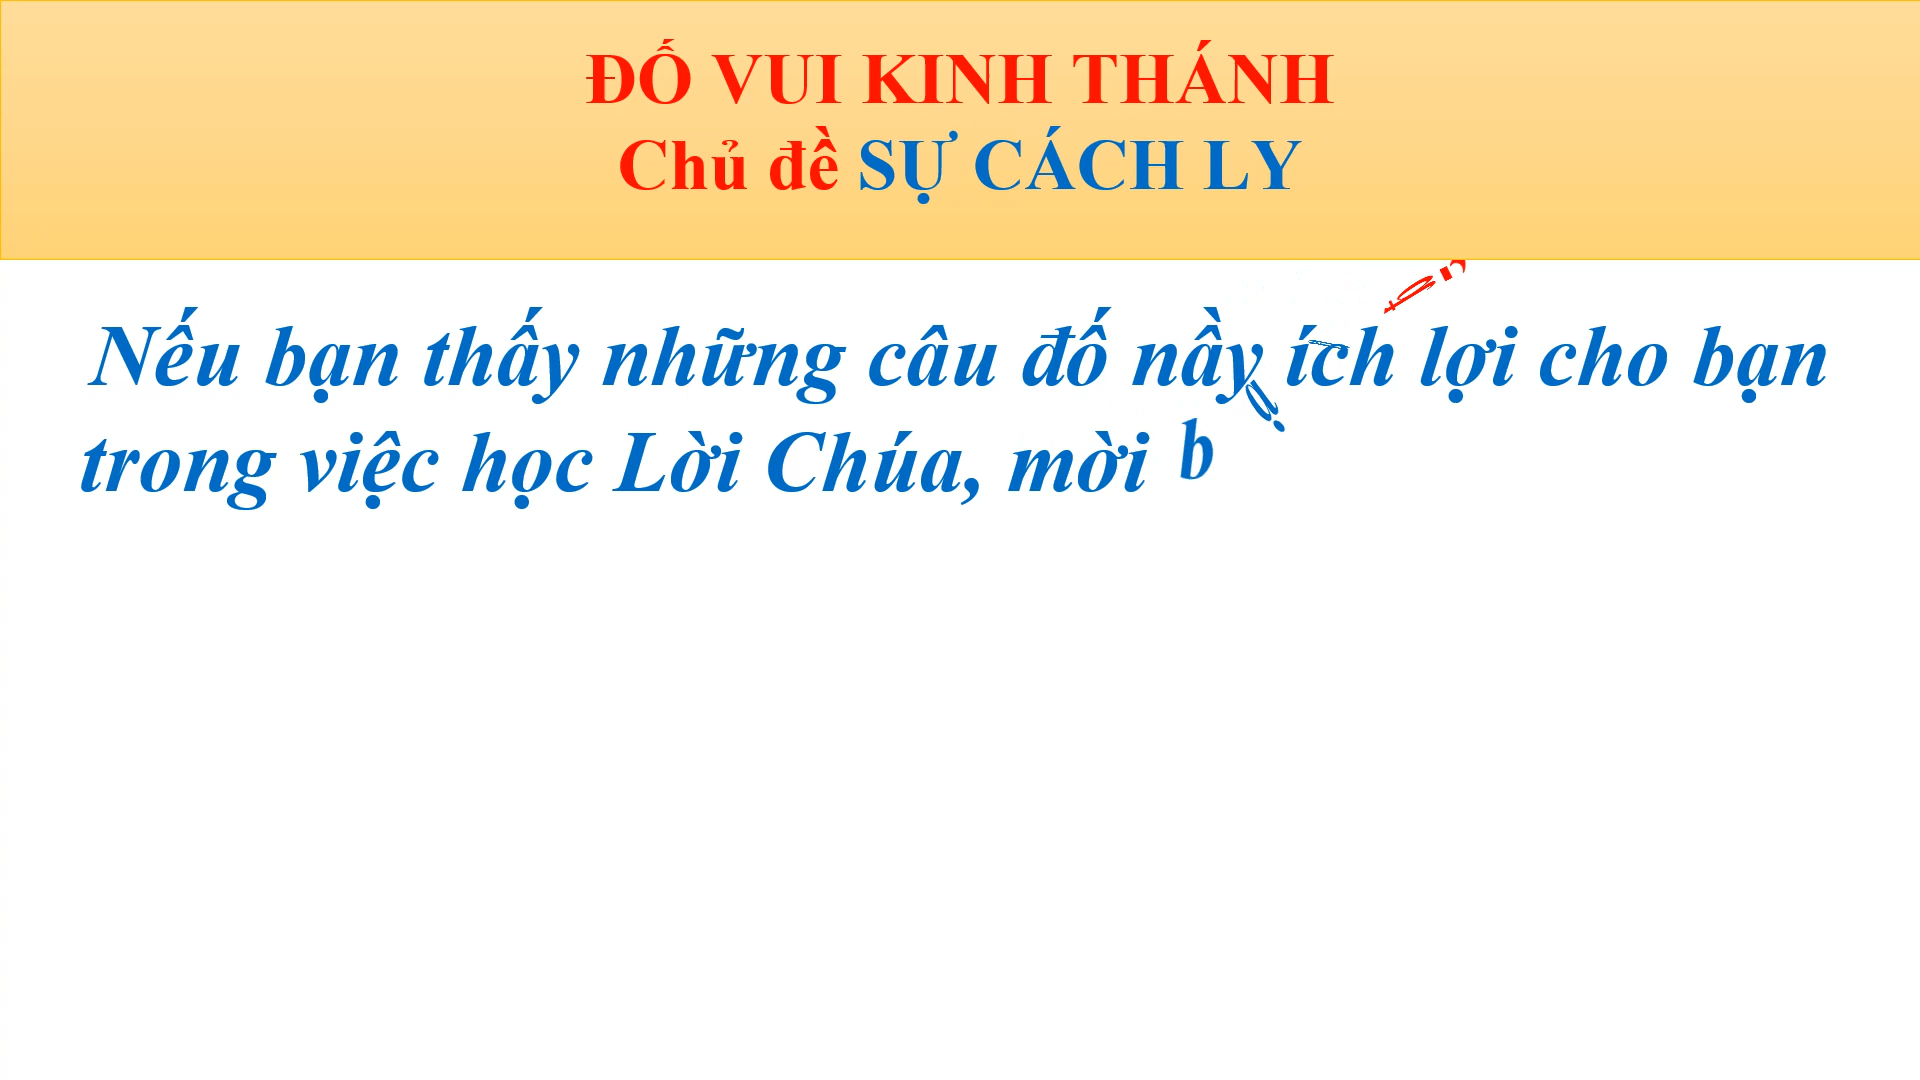 ĐỐ VUI KINH THÁNH
Chủ đề SỰ CÁCH LY
Nếu bạn thấy những câu đố nầy ích lợi cho bạn
trong việc học Lời Chúa, mời